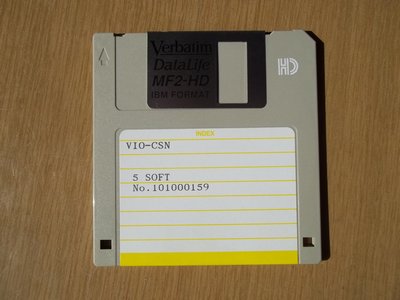 Verbatim
DataLife
MF2-HD
IBM FORMAT
HD
INDEX
VIO-CSN
5 SOFT
No.101000159